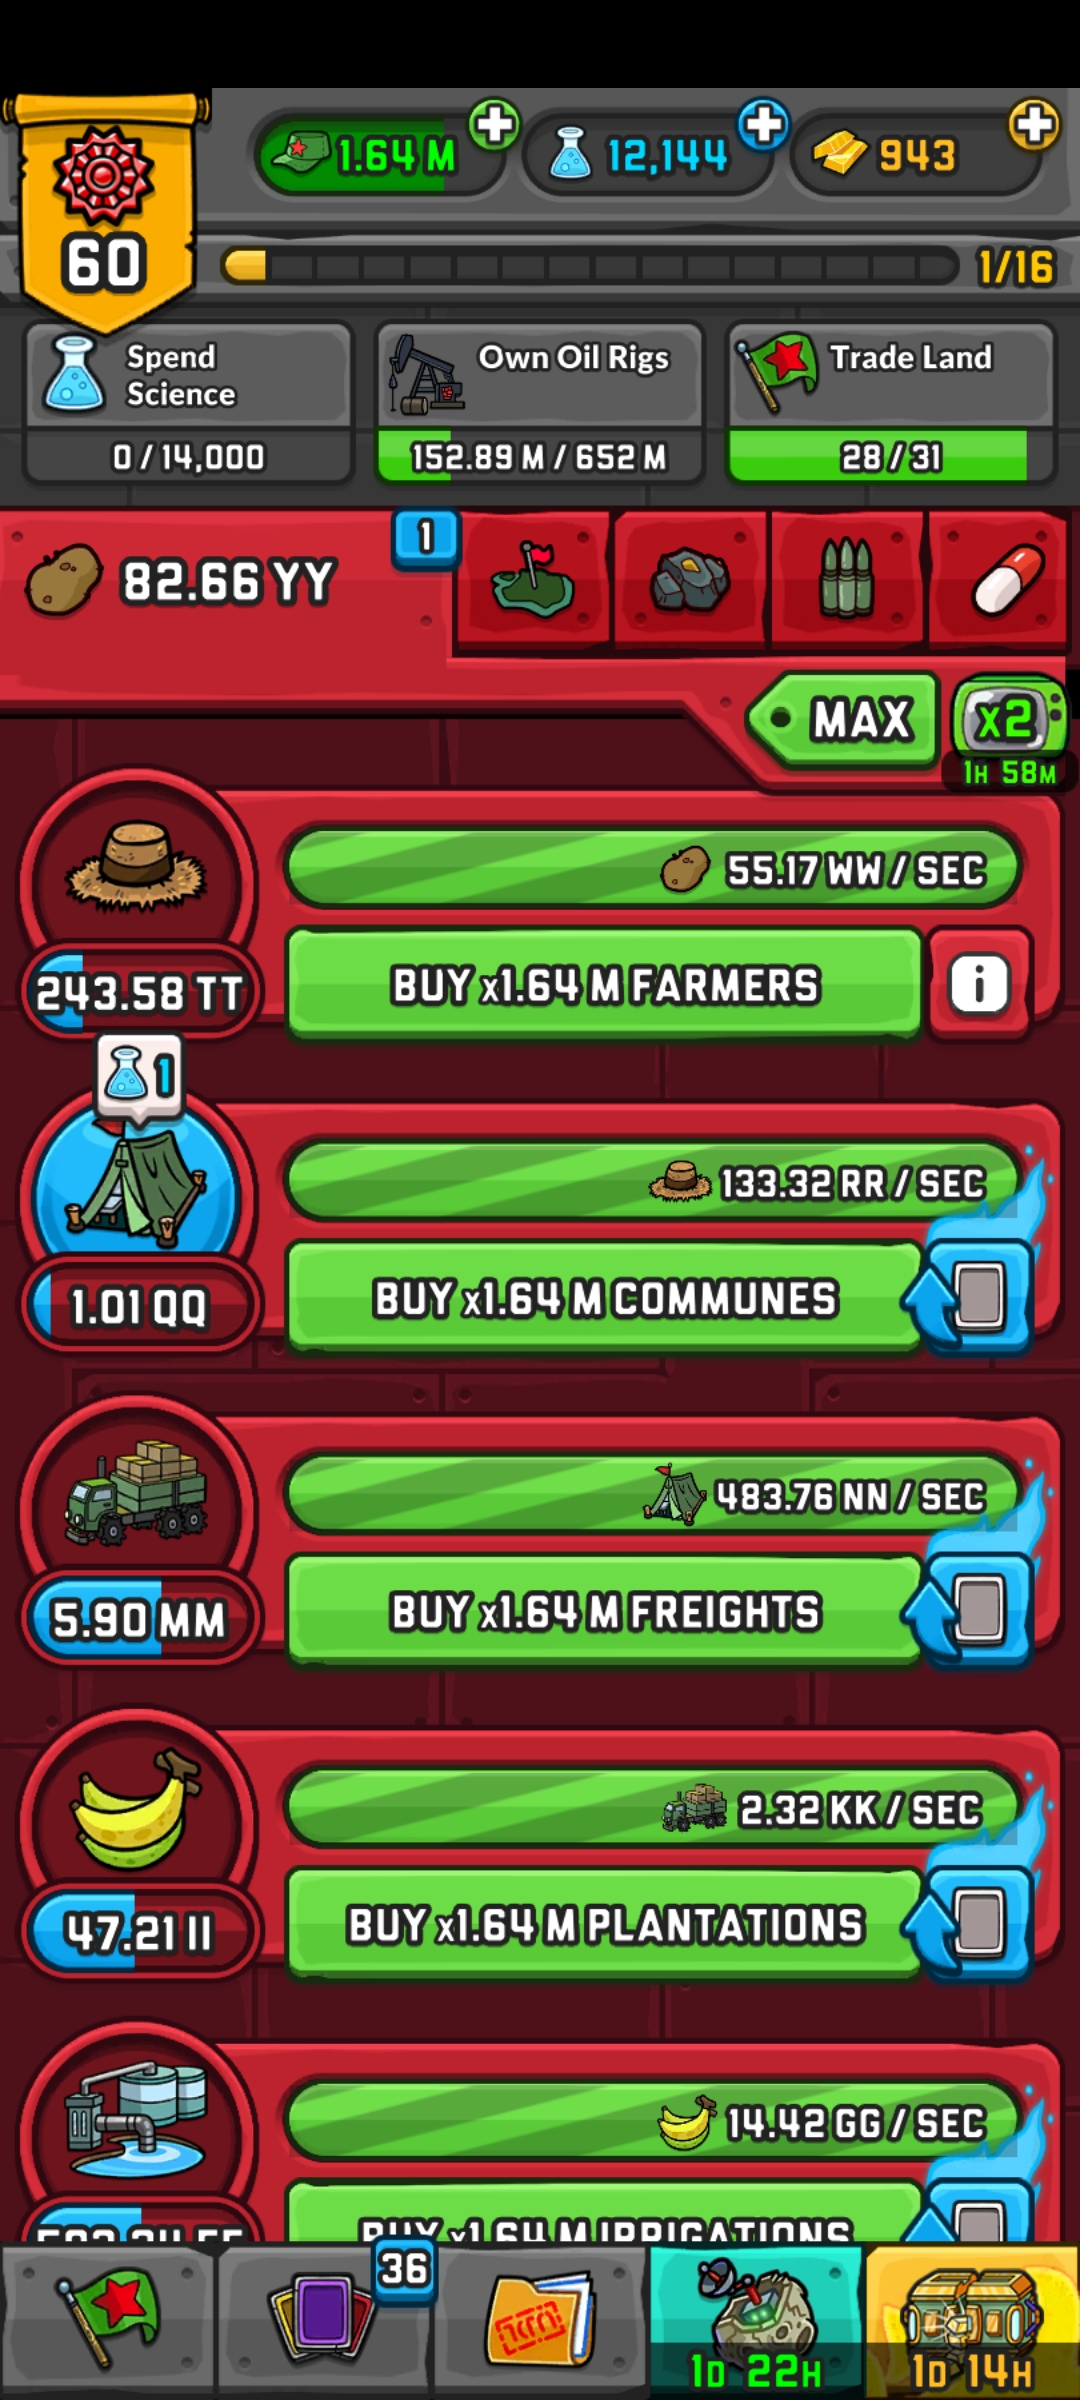 60
1.64 M
12,144
943
1/16
Spend
Science
0 / 14,000
Own Oil Rigs
152.89 M / 652 M
Trade Land
28 / 31
82.66 YY
1
MAX
x2
1H 58M
55.17 WW / SEC
243.58 TT
BUY x1.64 M FARMERS
i
1
133.32 RR / SEC
1.01 QQ
BUY x1.64 M COMMUNES
483.76 NN / SEC
5.90 MM
BUY x1.64 M FREIGHTS
2.32 KK / SEC
47.21 II
BUY x1.64 M PLANTATIONS
14.42 GG / SEC
BUY x1.64 M IRRIGATIONS
36
1D 22H
1D 14H